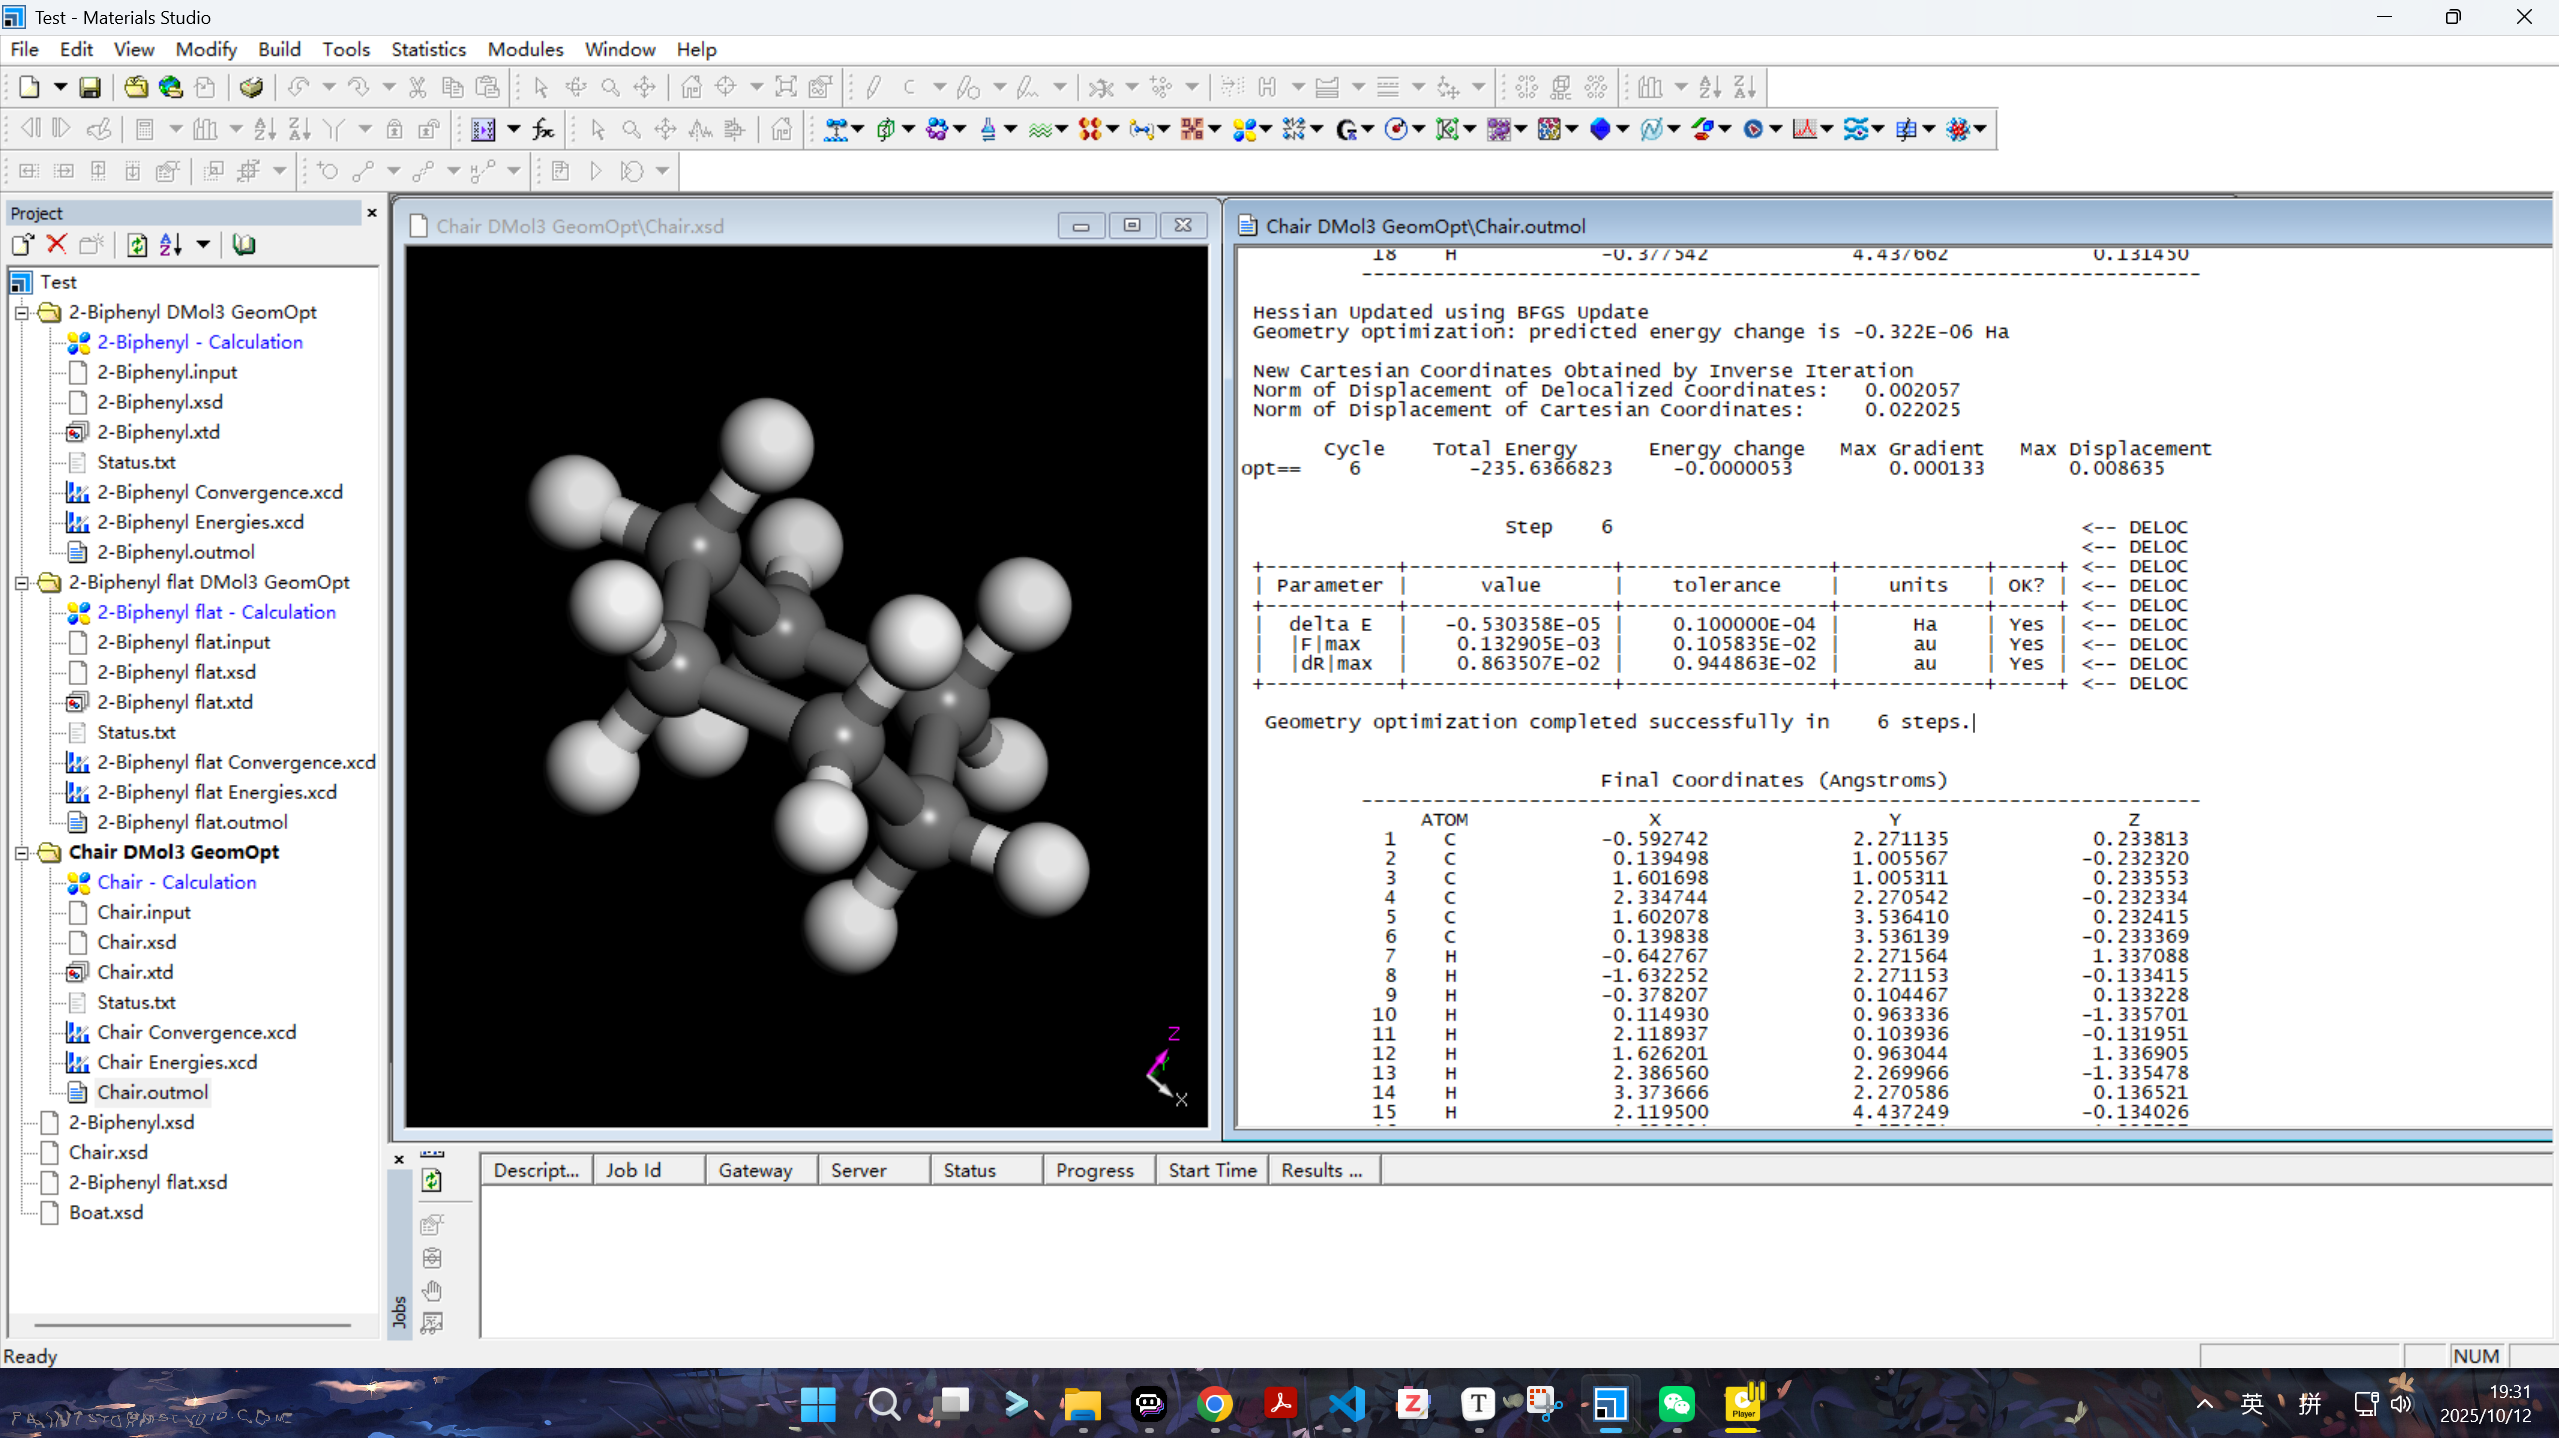 Test - Materials Studio
File Edit View Modify Build Tools Statistics Modules Window Help
Project
Test
2-Biphenyl DMol3 GeomOpt
2-Biphenyl - Calculation
2-Biphenyl.input
2-Biphenyl.xsd
2-Biphenyl.xtd
Status.txt
2-Biphenyl Convergence.xcd
2-Biphenyl Energies.xcd
2-Biphenyl.outmol
2-Biphenyl flat DMol3 GeomOpt
2-Biphenyl flat - Calculation
2-Biphenyl flat.input
2-Biphenyl flat.xsd
2-Biphenyl flat.xtd
Status.txt
2-Biphenyl flat Convergence.xcd
2-Biphenyl flat Energies.xcd
2-Biphenyl flat.outmol
Chair DMol3 GeomOpt
Chair - Calculation
Chair.input
Chair.xsd
Chair.xtd
Status.txt
Chair Convergence.xcd
Chair Energies.xcd
Chair.outmol
2-Biphenyl.xsd
Chair.xsd
2-Biphenyl flat.xsd
Boat.xsd
Chair DMol3 GeomOpt\Chair.xsd
Z
Y
X
Chair DMol3 GeomOpt\Chair.outmol
18 H -0.377542 4.437662 0.131450
--------------------------------------------------------------------
Hessian Updated using BFGS Update
Geometry optimization: predicted energy change is -0.322E-06 Ha
New Cartesian Coordinates Obtained by Inverse Iteration
Norm of Displacement of Delocalized Coordinates: 0.002057
Norm of Displacement of Cartesian Coordinates: 0.022025
Cycle Total Energy Energy change Max Gradient Max Displacement
opt== 6 -235.6366823 -0.0000053 0.000133 0.008635
Step 6 <-- DELOC
<-- DELOC
+-----------+-----------------+-----------------+------------+-----+ <-- DELOC
| Parameter | value | tolerance | units | OK? | <-- DELOC
+-----------+-----------------+-----------------+------------+-----+ <-- DELOC
| delta E | -0.530358E-05 | 0.100000E-04 | Ha | Yes | <-- DELOC
| |F|max | 0.132905E-03 | 0.105835E-02 | au | Yes | <-- DELOC
| |dR|max | 0.863507E-02 | 0.944863E-02 | au | Yes | <-- DELOC
+-----------+-----------------+-----------------+------------+-----+ <-- DELOC
Geometry optimization completed successfully in 6 steps.
Final Coordinates (Angstroms)
--------------------------------------------------------------------
ATOM X Y Z
1 C -0.592742 2.271135 0.233813
2 C 0.139498 1.005567 -0.232320
3 C 1.601698 1.005311 0.233553
4 C 2.334744 2.270542 -0.232334
5 C 1.602078 3.536410 0.232415
6 C 0.139838 3.536139 -0.233369
7 H -0.642767 2.271564 1.337088
8 H -1.632252 2.271153 -0.133415
9 H -0.378207 0.104467 0.133228
10 H 0.114930 0.963336 -1.335701
11 H 2.118937 0.103936 -0.131951
12 H 1.626201 0.963044 1.336905
13 H 2.386560 2.269966 -1.335478
14 H 3.373666 2.270586 0.136521
15 H 2.119500 4.437249 -0.134026
Jobs
Descript... Job Id Gateway Server Status Progress Start Time Results ...
Ready
NUM
Player
英
拼
19:31
2025/10/12